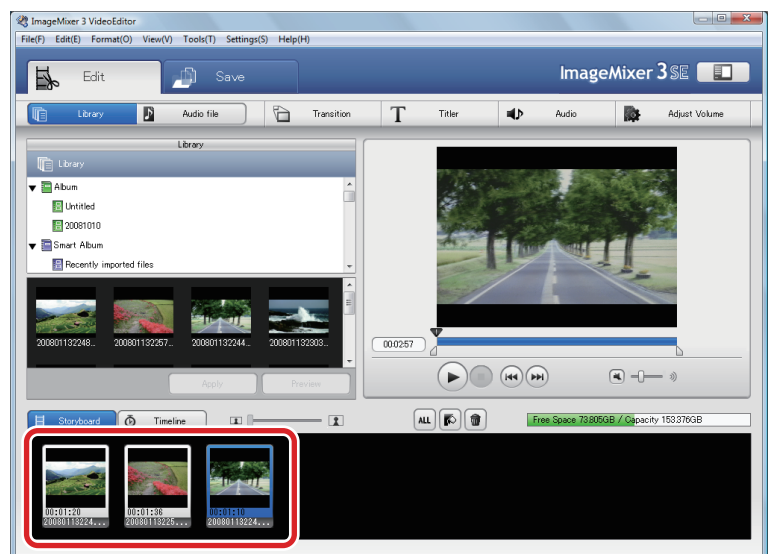 ImageMixer 3 VideoEditor
File(F) Edit(E) Format(O) View(V) Tools(T) Settings(S) Help(H)
Edit
Save
ImageMixer 3 SE
Library
Audio file
Transition
T
Titler
Audio
Adjust Volume
Library
Library
Album
Untitled
20081010
Smart Album
Recently imported files
200801132248...
200801132257...
200801132244...
200801132303...
Apply
Preview
00:02:57
Storyboard
Timeline
ALL
Free Space 73.805GB / Capacity 153.376GB
00:01:20
20080113224...
00:01:36
20080113225...
00:01:10
20080113224...